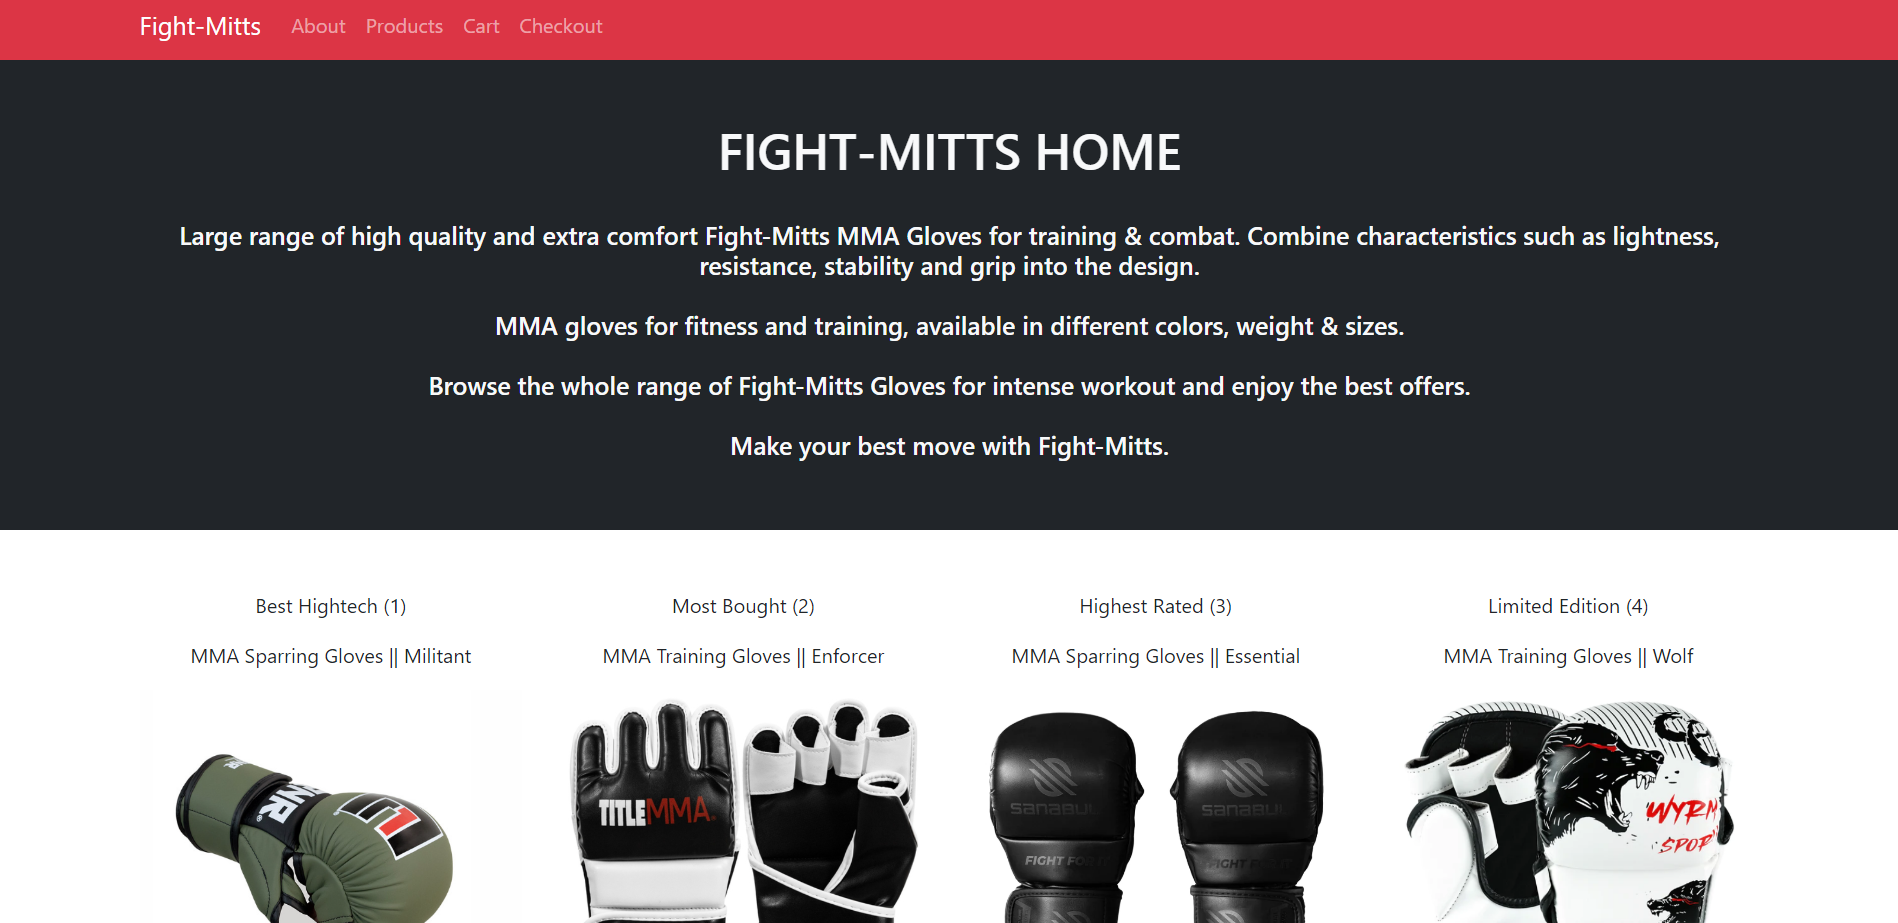 Fight-Mitts About Products Cart Checkout
FIGHT-MITTS HOME
Large range of high quality and extra comfort Fight-Mitts MMA Gloves for training & combat. Combine characteristics such as lightness,
resistance, stability and grip into the design.
MMA gloves for fitness and training, available in different colors, weight & sizes.
Browse the whole range of Fight-Mitts Gloves for intense workout and enjoy the best offers.
Make your best move with Fight-Mitts.
Best Hightech (1)
MMA Sparring Gloves || Militant
Most Bought (2)
MMA Training Gloves || Enforcer
TITLEMMA.
Highest Rated (3)
MMA Sparring Gloves || Essential
SANABUL
SANABUL
FIGHT FOR IT
FIGHT FOR IT
Limited Edition (4)
MMA Training Gloves || Wolf
WYRM
SPOR